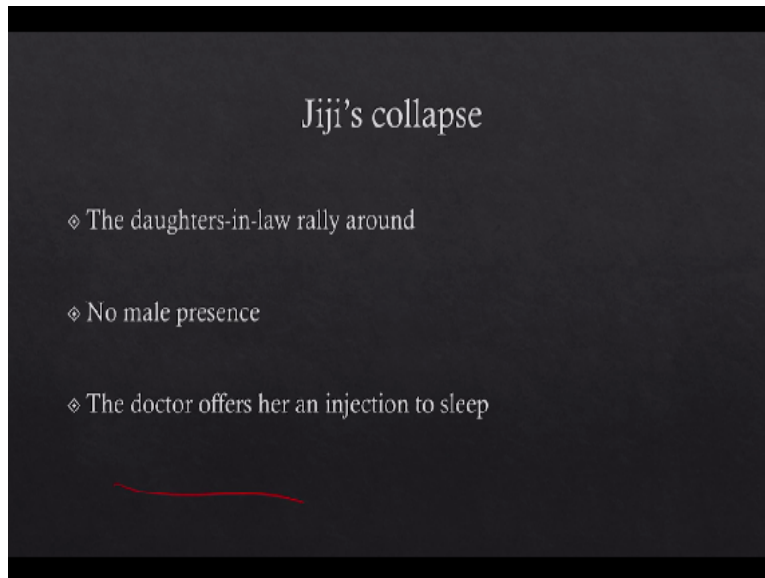 Jiji's collapse
The daughters-in-law rally around
No male presence
The doctor offers her an injection to sleep